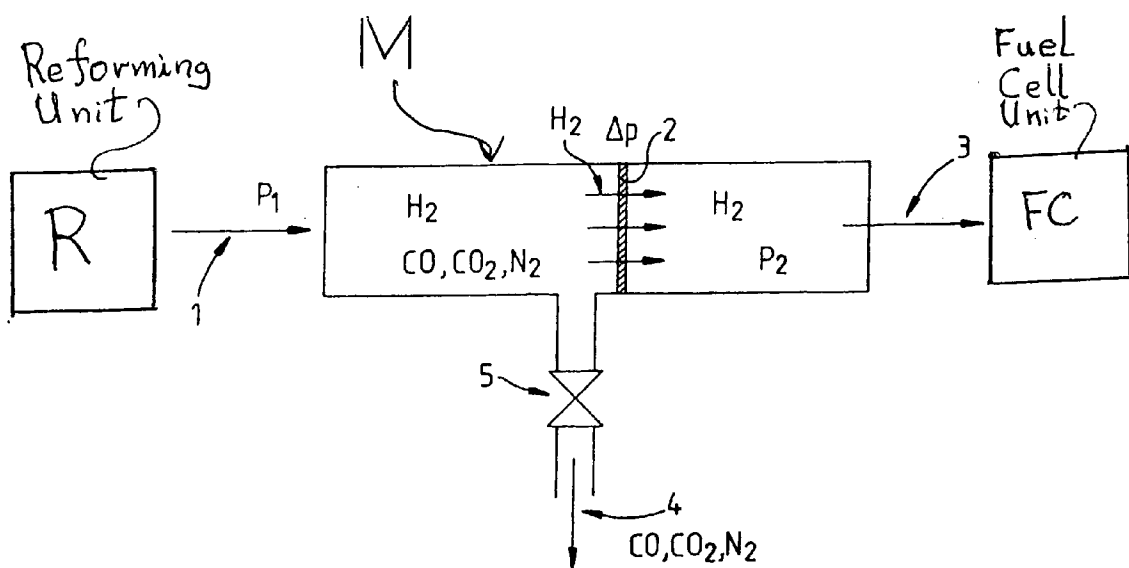 Reforming
Unit
R
P₁
1
M
H₂
CO, CO₂, N₂
H₂
Δp
2
H₂
P₂
3
Fuel
Cell
Unit
FC
5
4
CO, CO₂, N₂